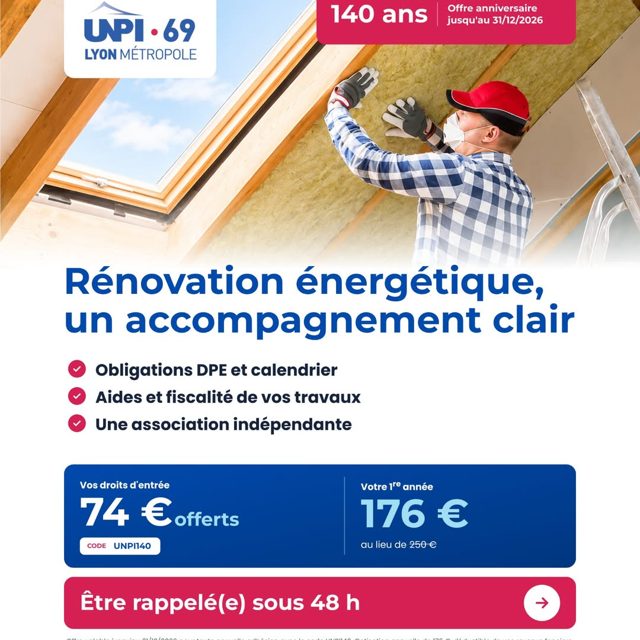 UNPI • 69
LYON MÉTROPOLE
140 ans
Offre anniversaire
jusqu'au 31/12/2026
Rénovation énergétique,
un accompagnement clair
Obligations DPE et calendrier
Aides et fiscalité de vos travaux
Une association indépendante
Vos droits d'entrée
74 € offerts
CODE UNPI140
Votre 1re année
176 €
au lieu de 250 €
Être rappelé(e) sous 48 h